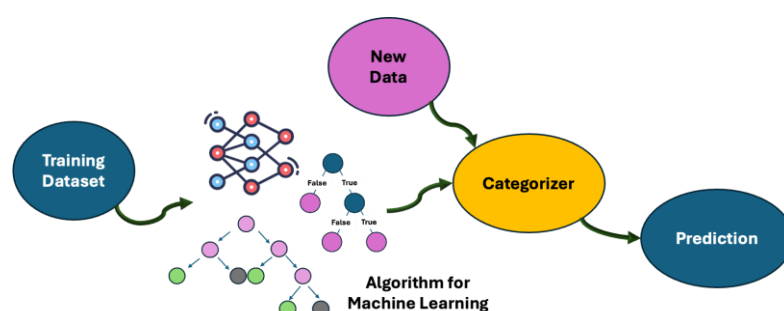 New
Data
Training
Dataset
False
True
False
True
Categorizer
Prediction
Algorithm for
Machine Learning